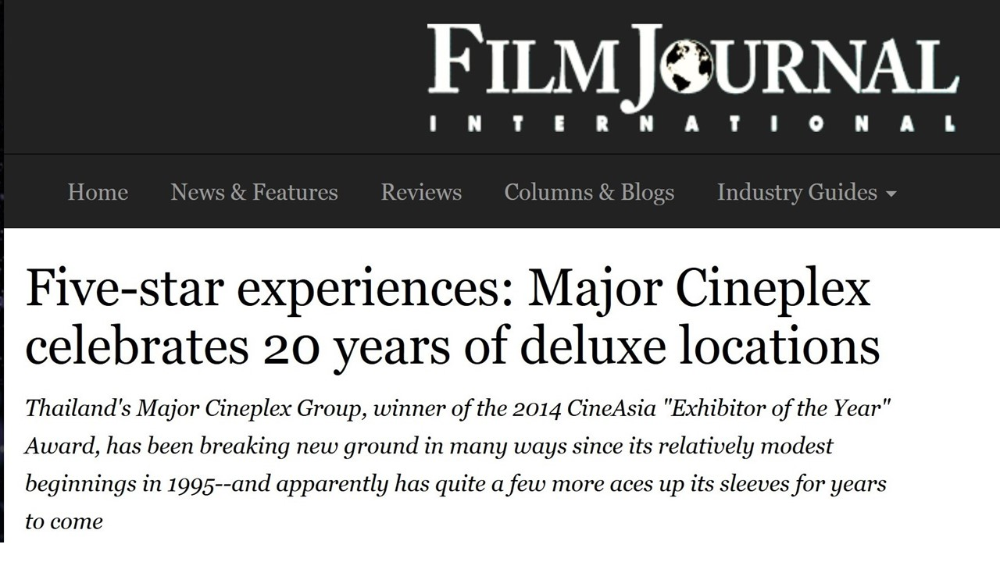 FILM JOURNAL
INTERNATIONAL
Home News & Features Reviews Columns & Blogs Industry Guides
Five-star experiences: Major Cineplex
celebrates 20 years of deluxe locations
Thailand's Major Cineplex Group, winner of the 2014 CineAsia "Exhibitor of the Year"
Award, has been breaking new ground in many ways since its relatively modest
beginnings in 1995--and apparently has quite a few more aces up its sleeves for years
to come